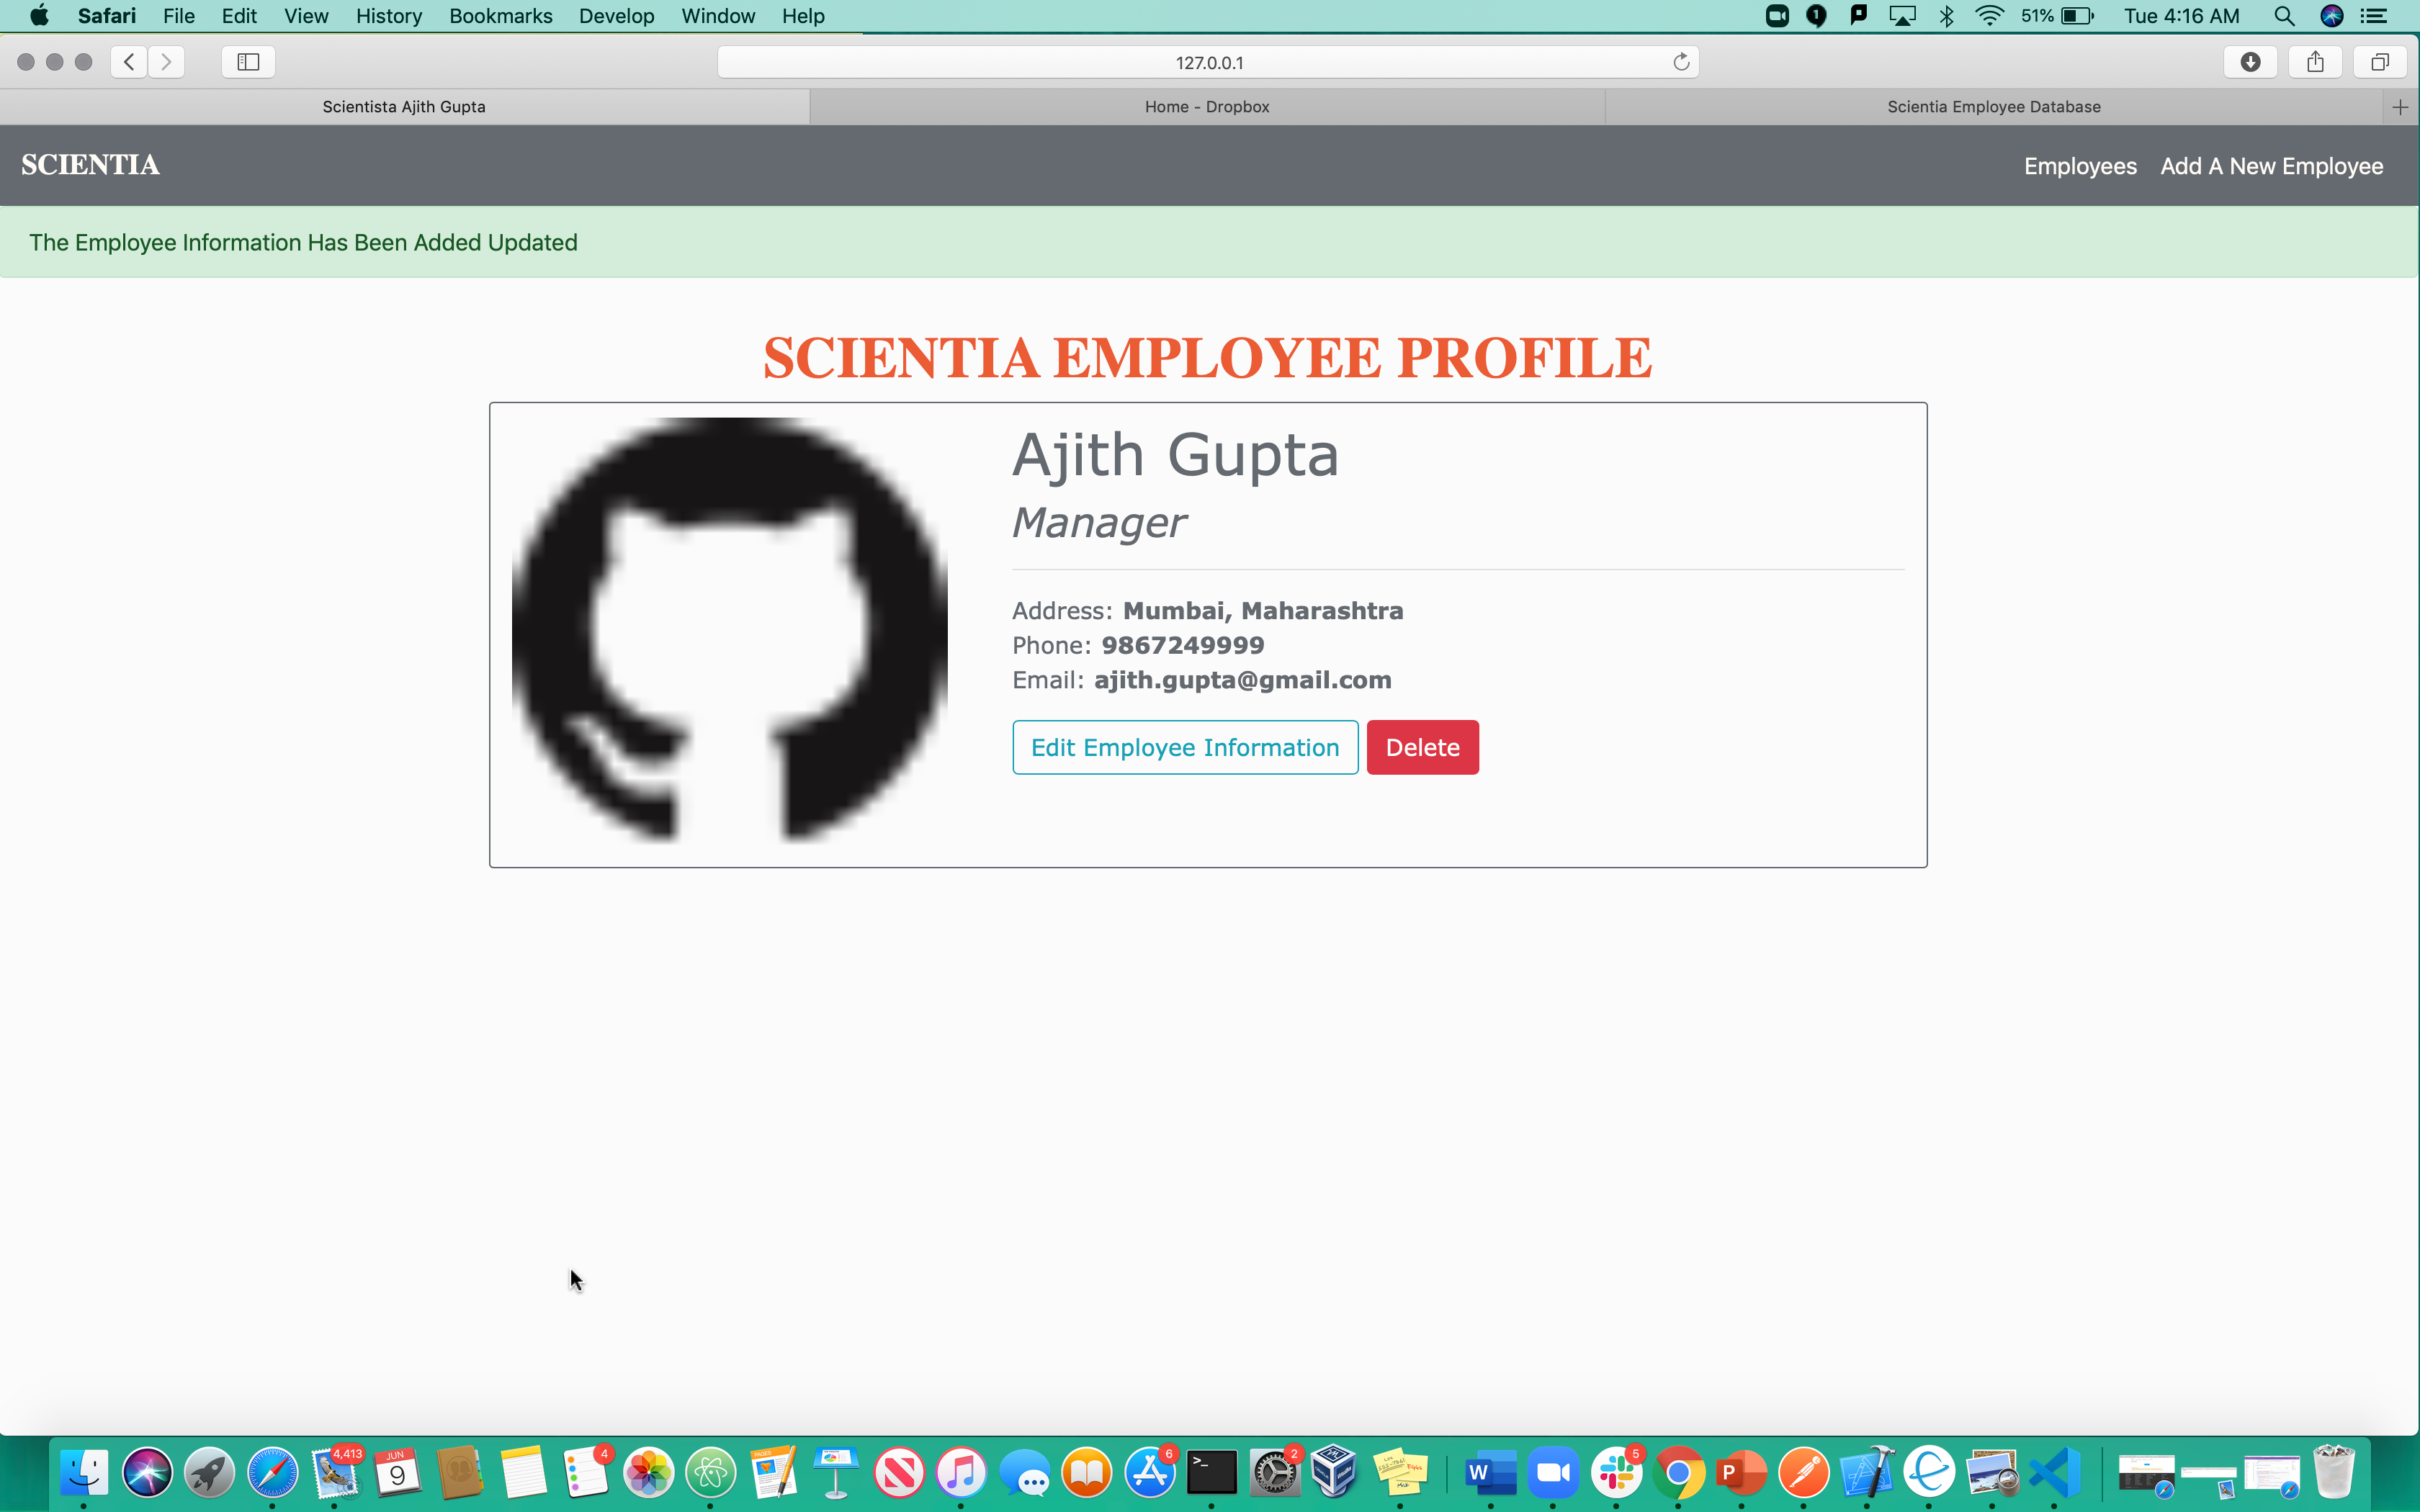 Safari File Edit View History Bookmarks Develop Window Help 1 51% Tue 4:16 AM
127.0.0.1
Scientista Ajith Gupta Home - Dropbox Scientia Employee Database
SCIENTIA Employees Add A New Employee
The Employee Information Has Been Added Updated
SCIENTIA EMPLOYEE PROFILE
Ajith Gupta
Manager
Address: Mumbai, Maharashtra
Phone: 9867249999
Email: ajith.gupta@gmail.com
Edit Employee Information Delete
4,413 JUN 9 4 PAGES 6 >_ 2 W 5 P